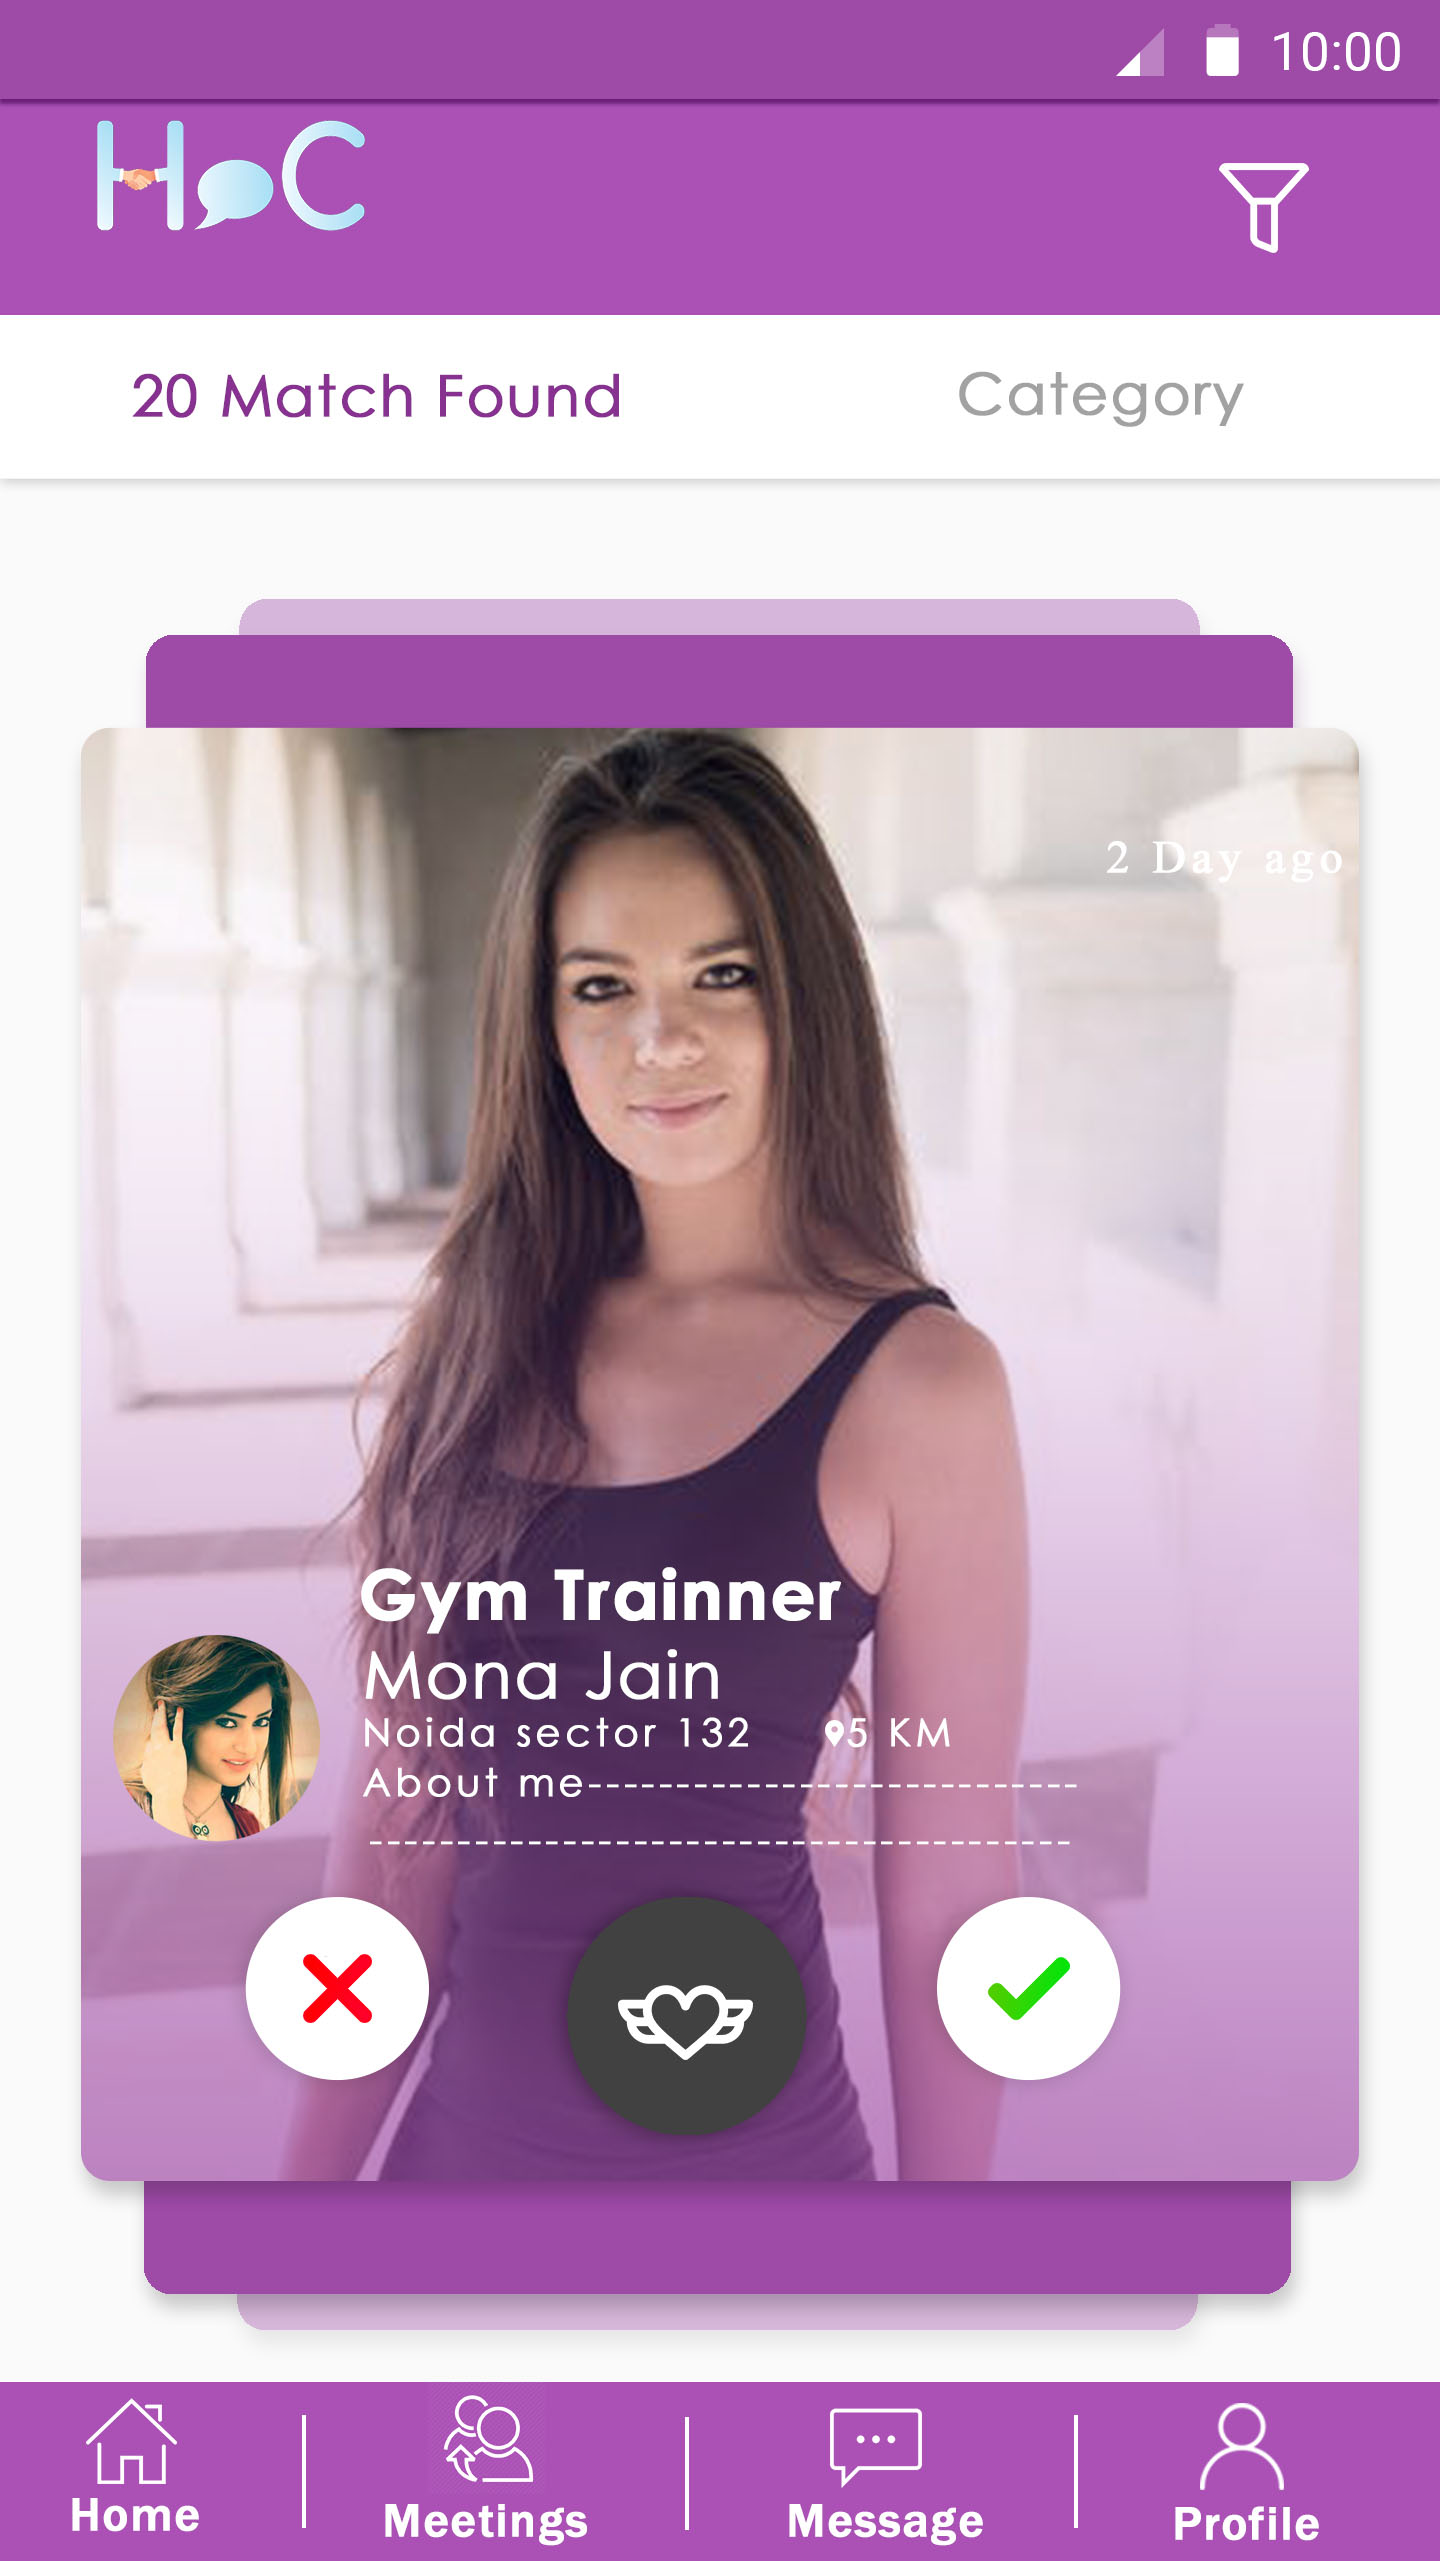 10:00
HoC
20 Match Found
Category
2 Day ago
Gym Trainner
Mona Jain
Noida sector 132 5 KM
About me
Home
Meetings
Message
Profile